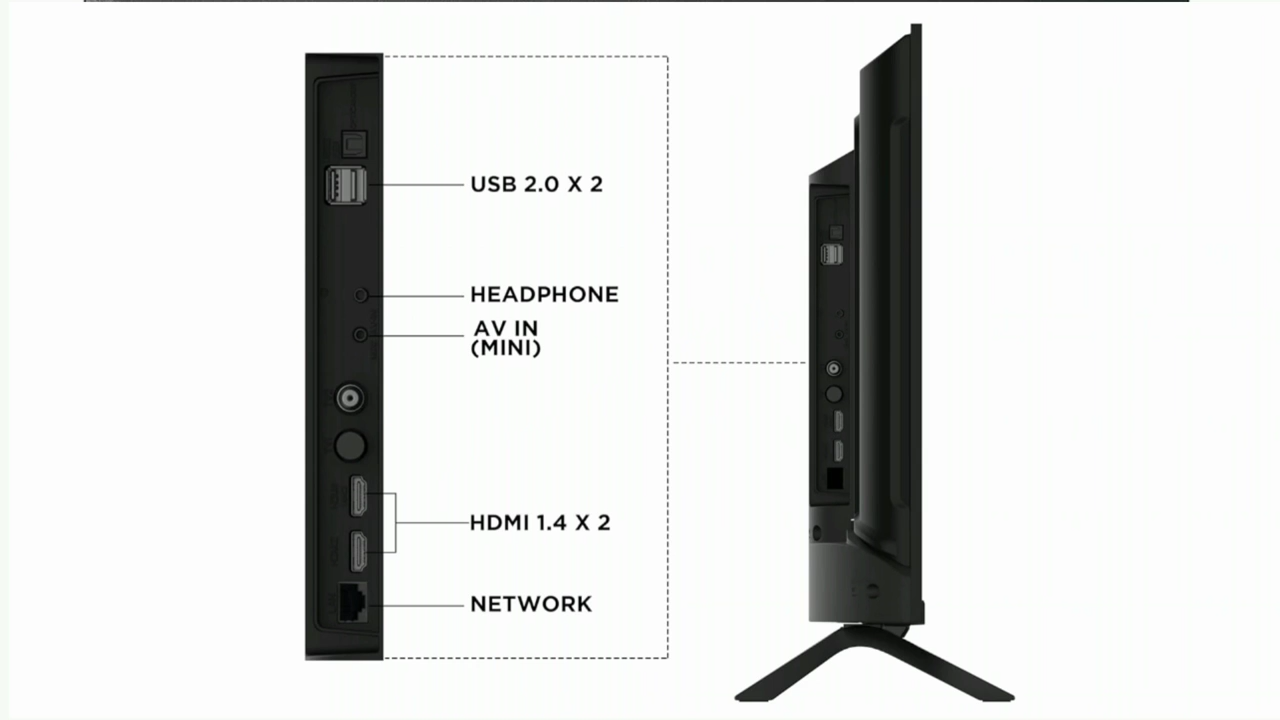 USB 2.0 X 2
HEADPHONE
AV IN
(MINI)
HDMI 1.4 X 2
NETWORK